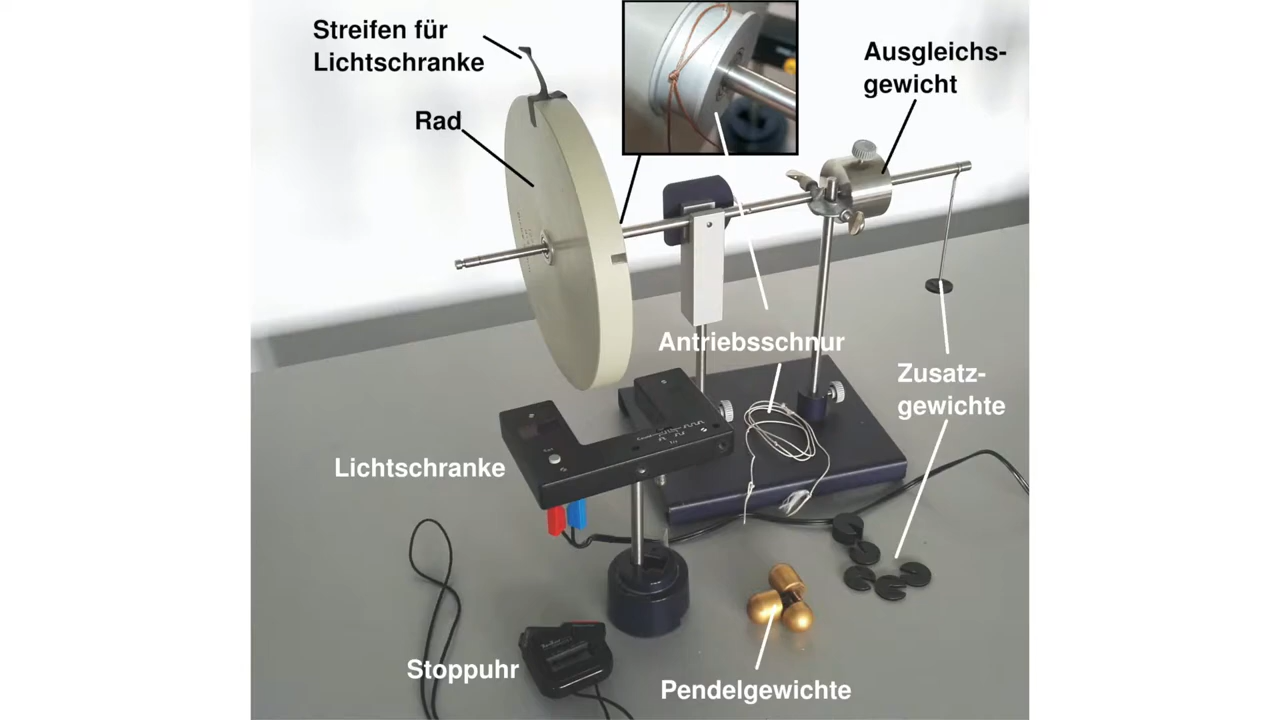 Streifen für
Lichtschranke
Rad
Ausgleichs-
gewicht
Antriebsschnur
Zusatz-
gewichte
Lichtschranke
Stoppuhr
Pendelgewichte